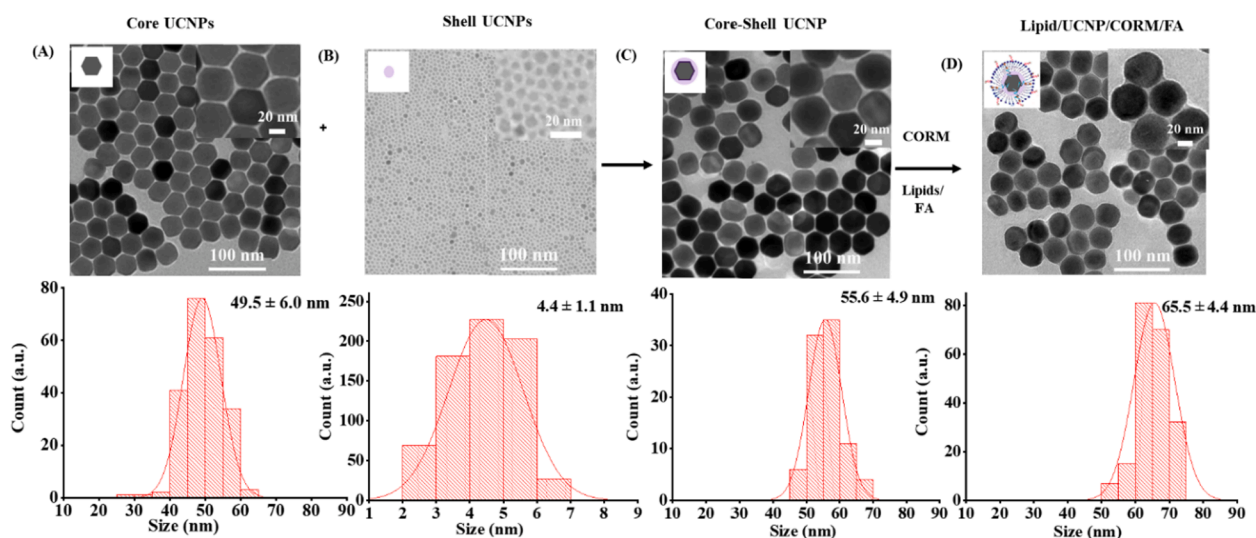 Core UCNPs
Shell UCNPs
Core-Shell UCNP
Lipid/UCNP/CORM/FA
(A)
(B)
(C)
(D)
20 nm
100 nm
+
20 nm
100 nm
20 nm
100 nm
CORM
Lipids/
FA
20 nm
100 nm
49.5 ± 6.0 nm
Count (a.u.)
80
60
40
20
0
10 20 30 40 50 60 70 80 90
Size (nm)
4.4 ± 1.1 nm
Count (a.u.)
250
200
150
100
50
0
1 2 3 4 5 6 7 8 9
Size (nm)
55.6 ± 4.9 nm
Count (a.u.)
40
30
20
10
0
10 20 30 40 50 60 70 80 90
Size (nm)
65.5 ± 4.4 nm
Count (a.u.)
80
60
40
20
0
10 20 30 40 50 60 70 80 90
Size (nm)